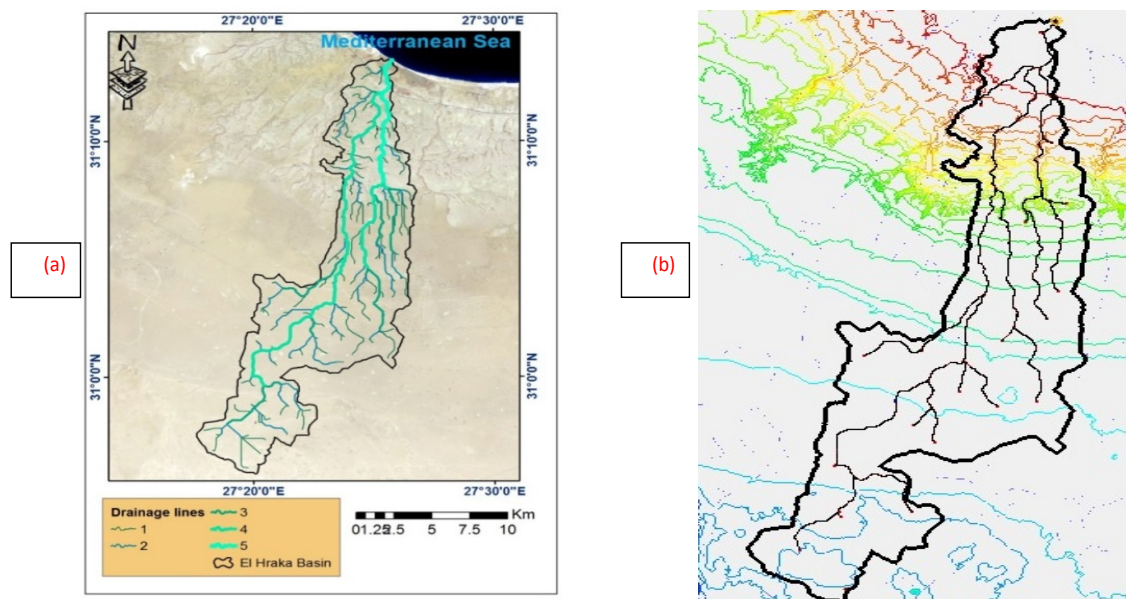 27°20'0"E
27°30'0"E
Mediterranean Sea
N
31°10'0"N
31°10'0"N
(a)
31°0'0"N
31°0'0"N
27°20'0"E
27°30'0"E
Drainage lines
1
2
3
4
5
El Hraka Basin
Km
01.252.5 5 7.5 10
(b)